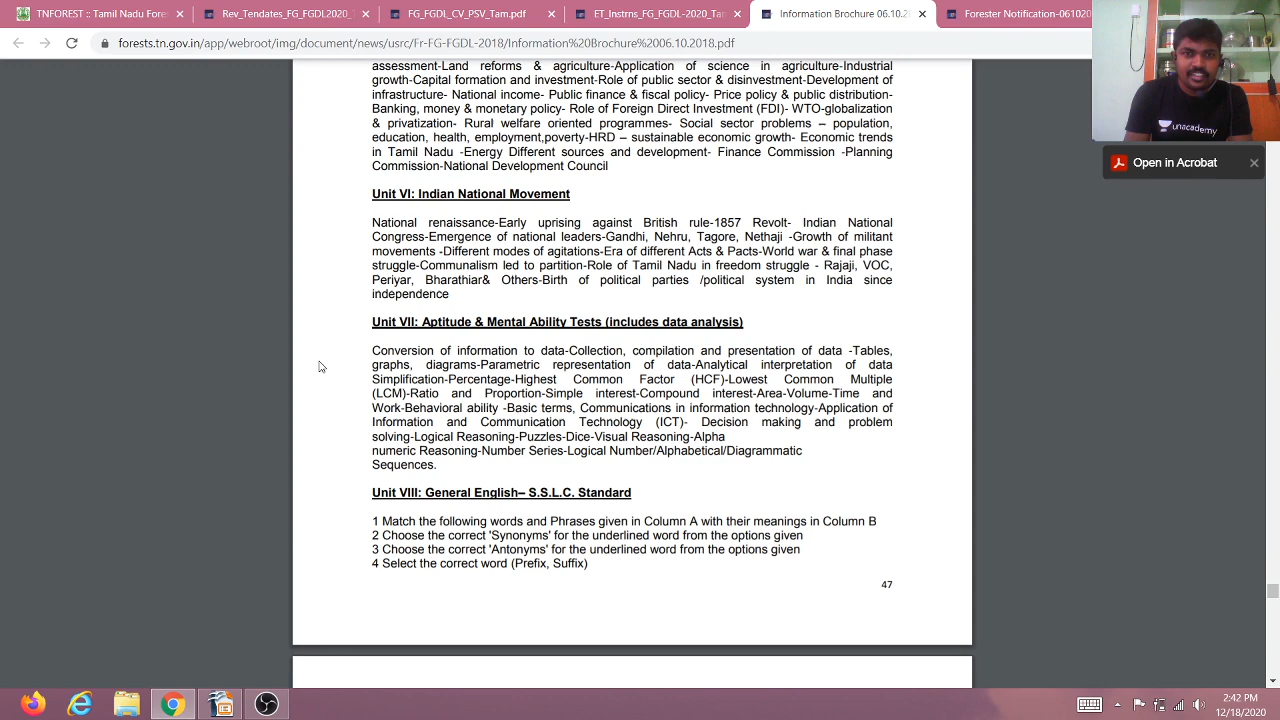 TNFOREST :: Tamil Nadu Fore
Rev_Tendates_FG_FGDL2020_
FG_FGDL_CV_PSV_Tam.pdf
ET_Instrns_FG_FGDL-2020_Tam
Information Brochure 06.10.20
Forester Notification-061020
forests.tn.gov.in/app/webroot/img/document/news/usrc/Fr-FG-FGDL-2018/Information%20Brochure%2006.10.2018.pdf
unacademy
Open in Acrobat
assessment-Land reforms & agriculture-Application of science in agriculture-Industrial
growth-Capital formation and investment-Role of public sector & disinvestment-Development of
infrastructure- National income- Public finance & fiscal policy- Price policy & public distribution-
Banking, money & monetary policy- Role of Foreign Direct Investment (FDI)- WTO-globalization
& privatization- Rural welfare oriented programmes- Social sector problems – population,
education, health, employment,poverty-HRD – sustainable economic growth- Economic trends
in Tamil Nadu -Energy Different sources and development- Finance Commission -Planning
Commission-National Development Council
Unit VI: Indian National Movement
National renaissance-Early uprising against British rule-1857 Revolt- Indian National
Congress-Emergence of national leaders-Gandhi, Nehru, Tagore, Nethaji -Growth of militant
movements -Different modes of agitations-Era of different Acts & Pacts-World war & final phase
struggle-Communalism led to partition-Role of Tamil Nadu in freedom struggle - Rajaji, VOC,
Periyar, Bharathiar& Others-Birth of political parties /political system in India since
independence
Unit VII: Aptitude & Mental Ability Tests (includes data analysis)
Conversion of information to data-Collection, compilation and presentation of data -Tables,
graphs, diagrams-Parametric representation of data-Analytical interpretation of data
Simplification-Percentage-Highest Common Factor (HCF)-Lowest Common Multiple
(LCM)-Ratio and Proportion-Simple interest-Compound interest-Area-Volume-Time and
Work-Behavioral ability -Basic terms, Communications in information technology-Application of
Information and Communication Technology (ICT)- Decision making and problem
solving-Logical Reasoning-Puzzles-Dice-Visual Reasoning-Alpha
numeric Reasoning-Number Series-Logical Number/Alphabetical/Diagrammatic
Sequences.
Unit VIII: General English– S.S.L.C. Standard
1 Match the following words and Phrases given in Column A with their meanings in Column B
2 Choose the correct 'Synonyms' for the underlined word from the options given
3 Choose the correct 'Antonyms' for the underlined word from the options given
4 Select the correct word (Prefix, Suffix)
47
2:42 PM
12/18/2020